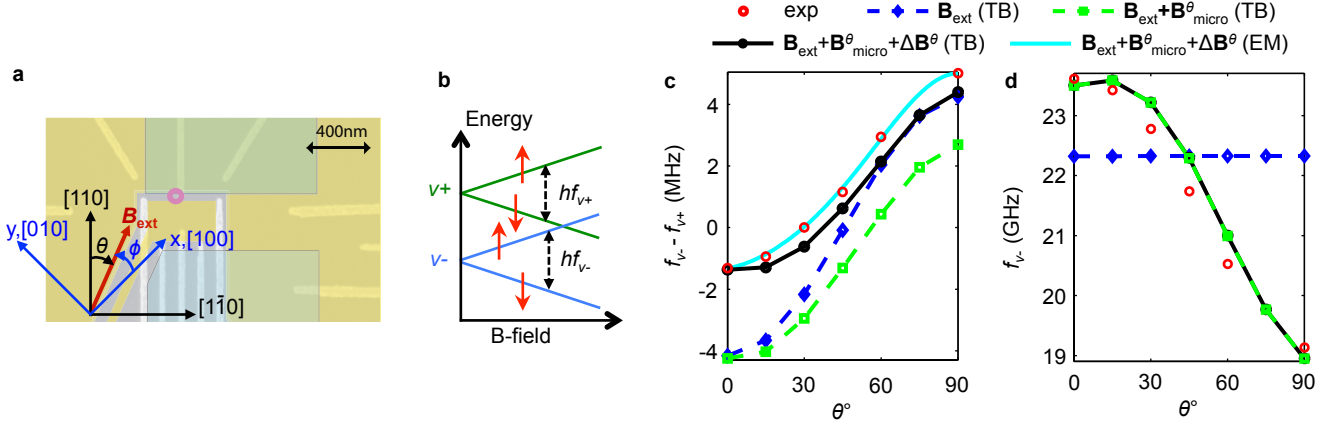 exp
B_ext (TB)
B_ext+B^θ_micro (TB)
B_ext+B^θ_micro+ΔB^θ (TB)
B_ext+B^θ_micro+ΔB^θ (EM)
a
400nm
[110]
B_ext
y,[010]
θ
ϕ
x,[100]
[11̄0]
b
Energy
v+
hf_v+
v-
hf_v-
B-field
c
f_v- - f_v+ (MHz)
4
2
0
-2
-4
0 30 60 90
θ°
d
f_v- (GHz)
23
22
21
20
19
0 30 60 90
θ°